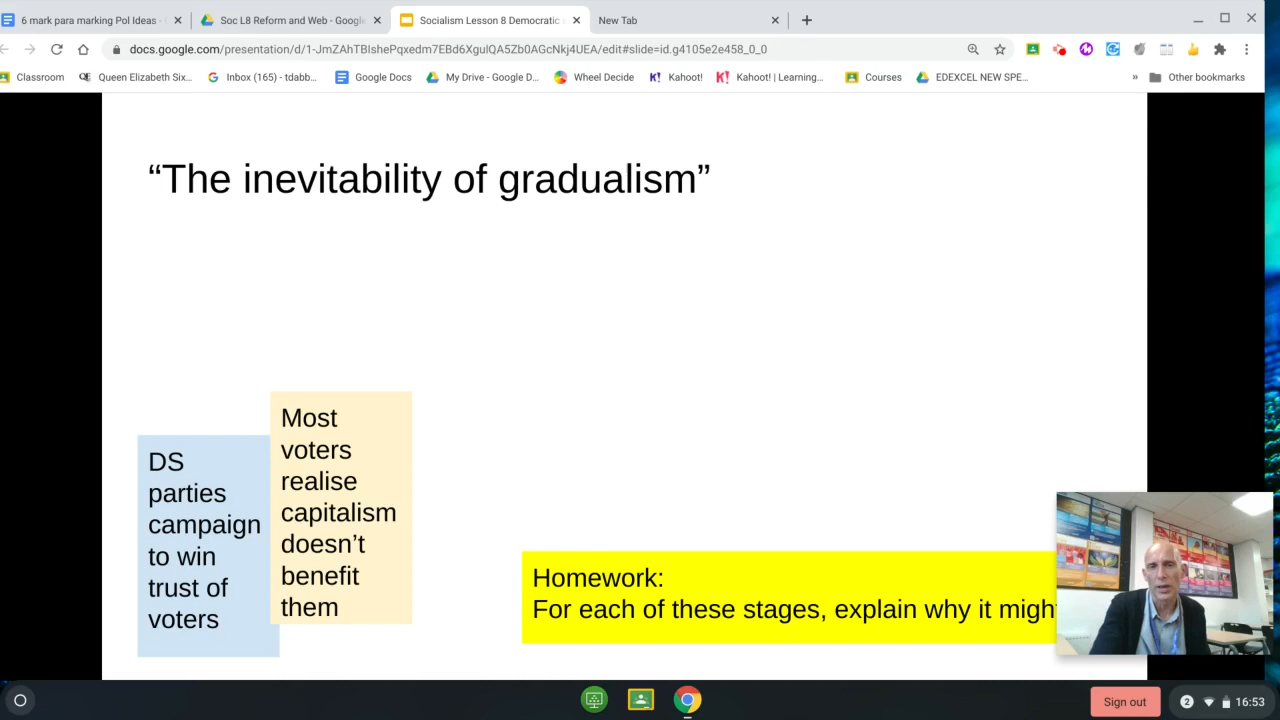 6 mark para marking Pol Ideas -
Soc L8 Reform and Web - Google
Socialism Lesson 8 Democratic
New Tab
docs.google.com/presentation/d/1-JmZAhTBIshePqxedm7EBd6XgulQA5Zb0AGcNkj4UEA/edit#slide=id.g4105e2e458_0_0
Classroom
Queen Elizabeth Six...
Inbox (165) - tdabb...
Google Docs
My Drive - Google D...
Wheel Decide
Kahoot!
Kahoot! | Learning...
Courses
EDEXCEL NEW SPE...
»
Other bookmarks
“The inevitability of gradualism”
DS
parties
campaign
to win
trust of
voters
Most
voters
realise
capitalism
doesn’t
benefit
them
Homework:
For each of these stages, explain why it migh
Sign out
2
16:53